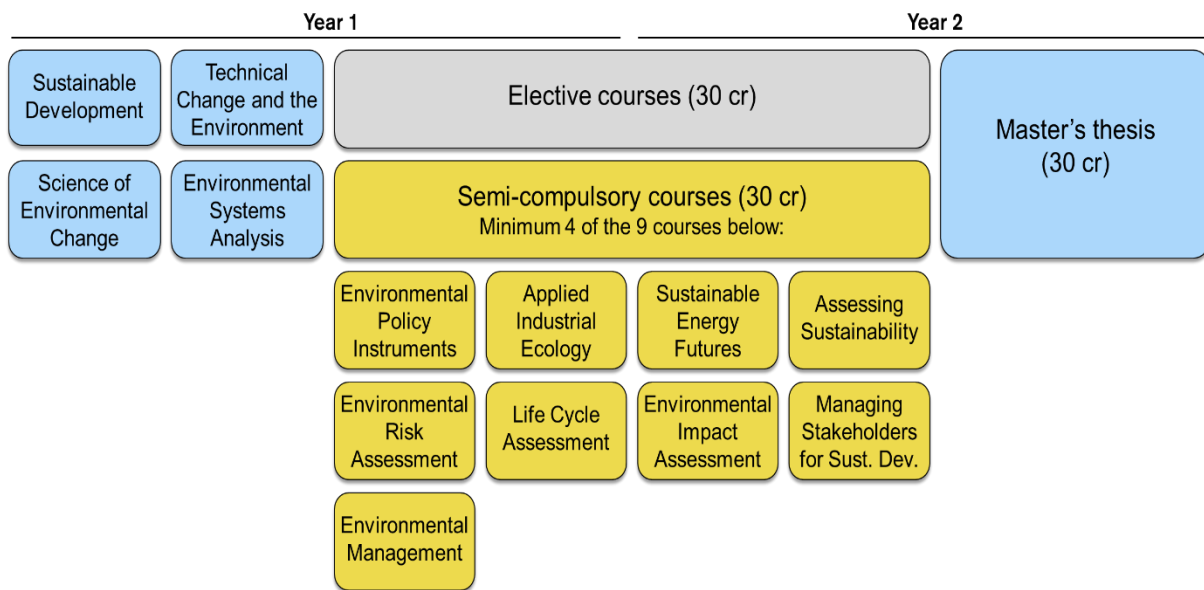 Year 1
Year 2
Sustainable
Development
Technical
Change and the
Environment
Elective courses (30 cr)
Master's thesis
(30 cr)
Science of
Environmental
Change
Environmental
Systems
Analysis
Semi-compulsory courses (30 cr)
Minimum 4 of the 9 courses below:
Environmental
Policy
Instruments
Applied
Industrial
Ecology
Sustainable
Energy
Futures
Assessing
Sustainability
Environmental
Risk
Assessment
Life Cycle
Assessment
Environmental
Impact
Assessment
Managing
Stakeholders
for Sust. Dev.
Environmental
Management